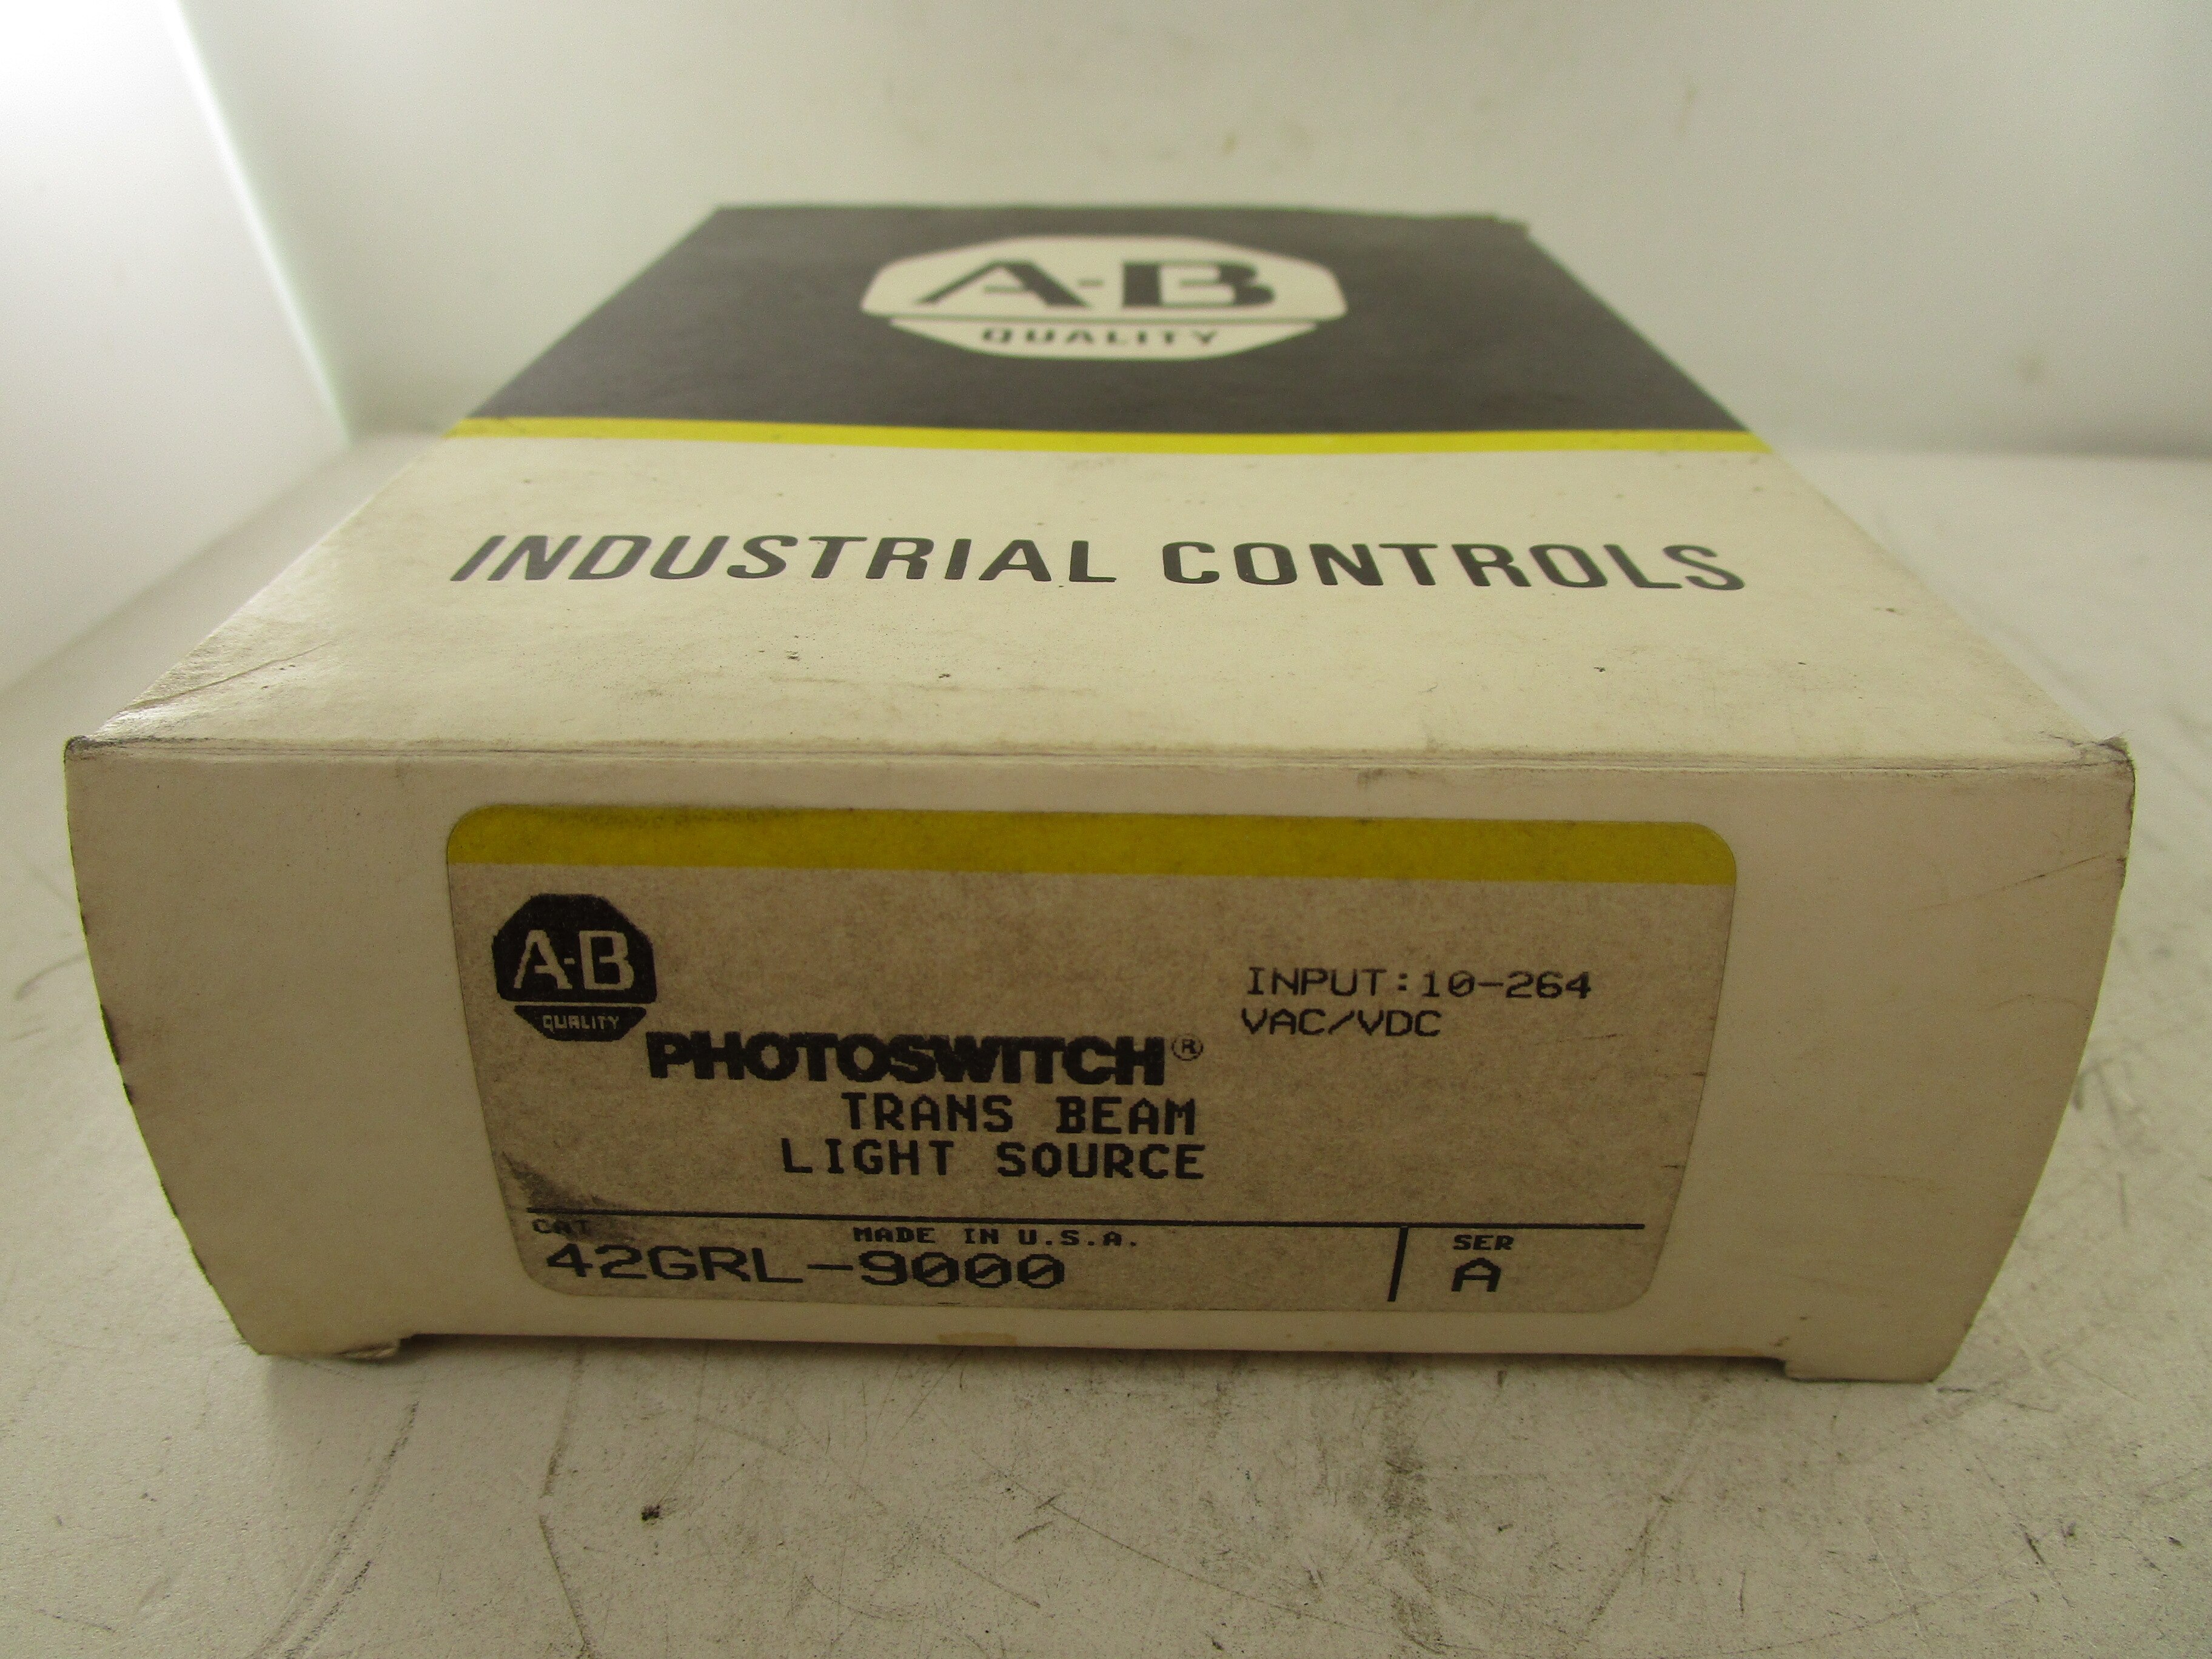 A-B
QUALITY
INDUSTRIAL CONTROLS
A-B
QUALITY
PHOTOSWITCH®
TRANS BEAM
LIGHT SOURCE
INPUT:10-264
VAC/VDC
CAT
MADE IN U.S.A.
42GRL-9000
SER
A